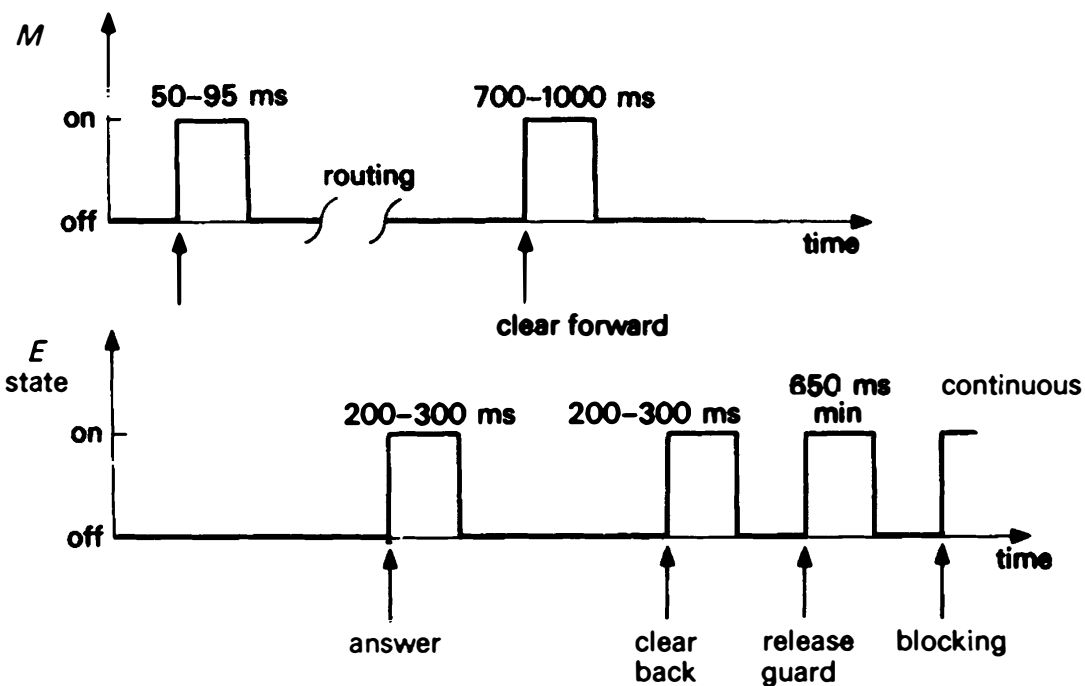 M
50–95 ms
700–1000 ms
on
routing
off
time
clear forward
E
state
200–300 ms
200–300 ms
650 ms
min
continuous
on
off
time
answer
clear
back
release
guard
blocking